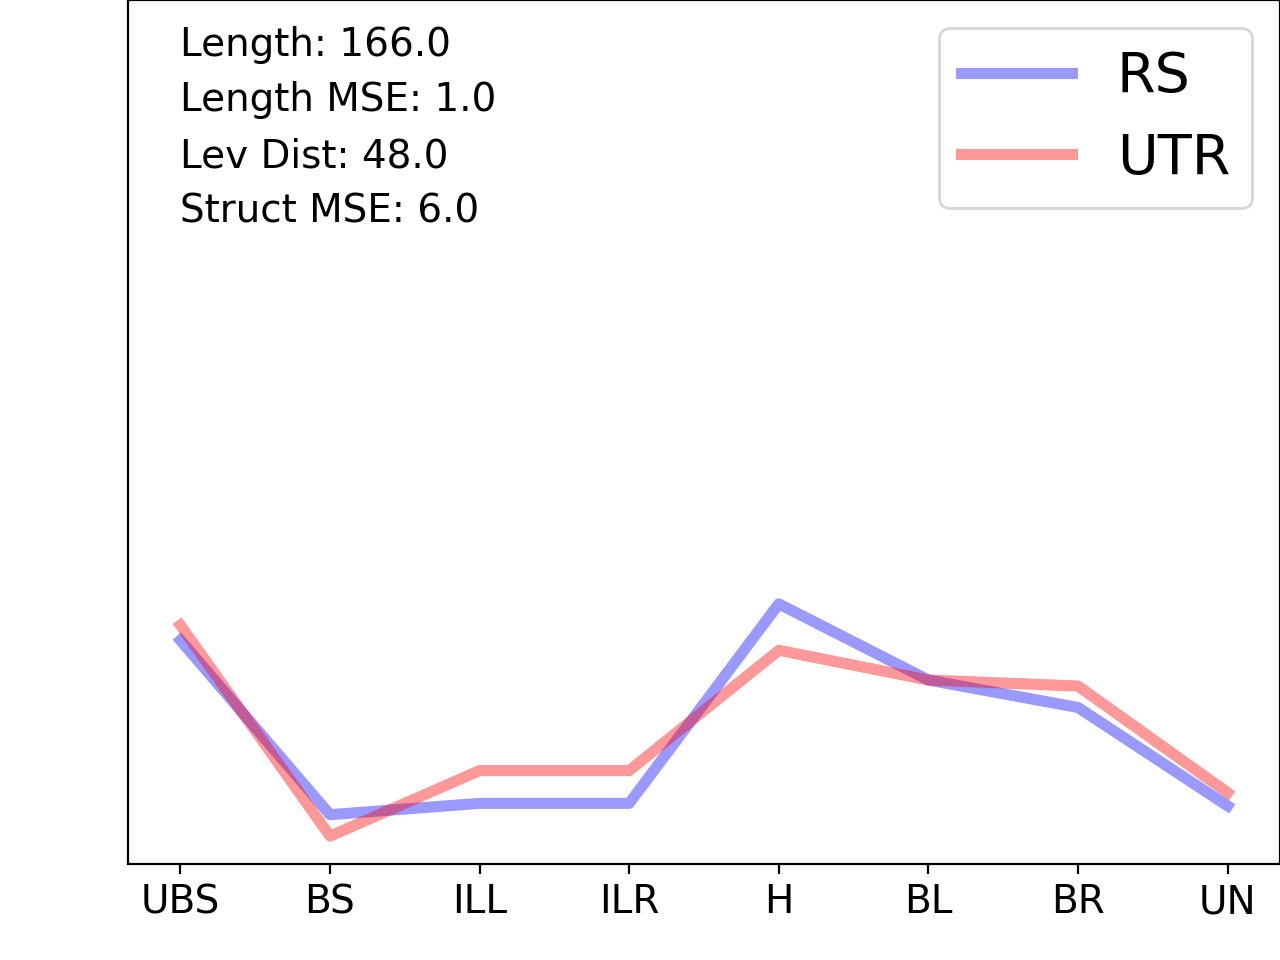 Length: 166.0
Length MSE: 1.0
Lev Dist: 48.0
Struct MSE: 6.0
RS
UTR
UBS BS ILL ILR H BL BR UN